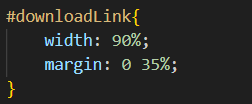 #downloadLink{
    width: 90%;
    margin: 0 35%;
}